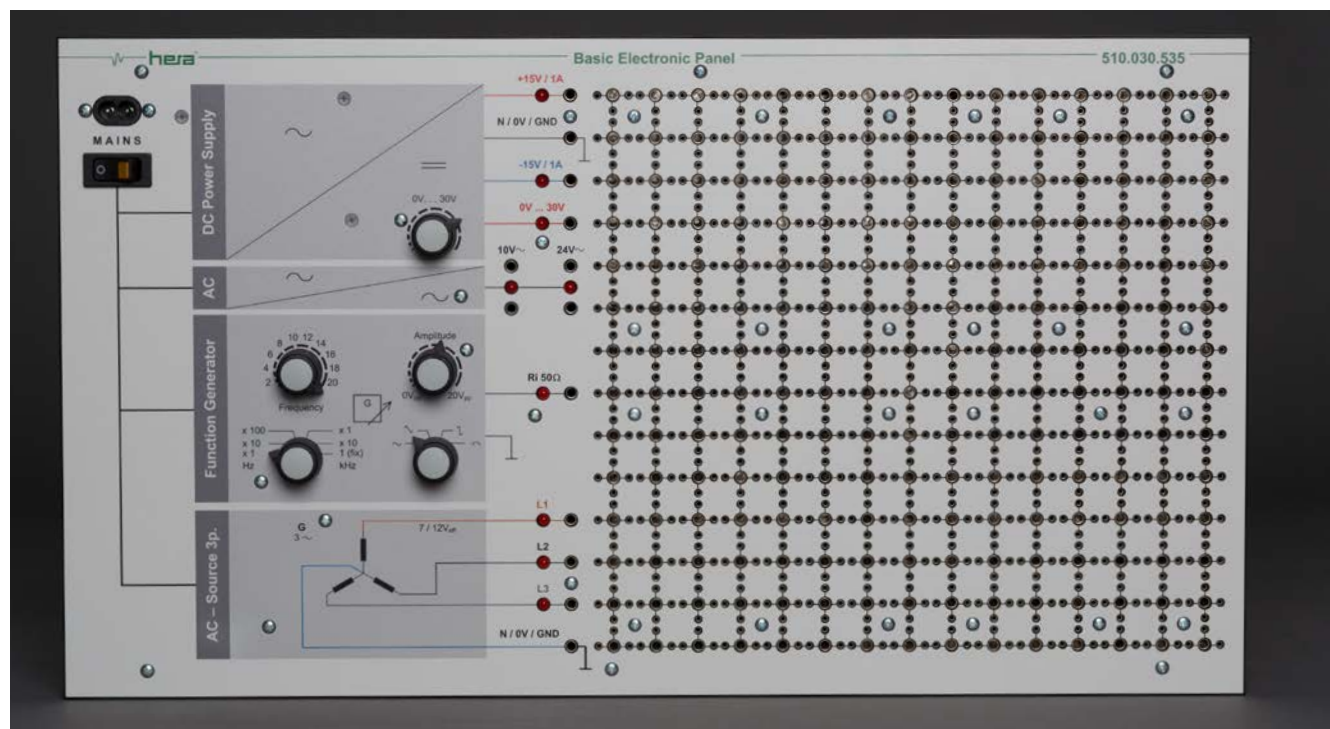 hera
Basic Electronic Panel
510.030.535
MAINS
O
DC Power Supply
0V. ... 30V
+15V / 1A
N / 0V / GND
-15V / 1A
0V ... 30V
AC
10V~
24V~
Function Generator
2 4 6 8 10 12 14 16 18 20
Frequency
Amplitude
0V
20V
G
Ri 50Ω
x 100
x 10
x 1
Hz
x 1
x 10
1 (fix)
kHz
AC – Source 3p.
G
3 ~
7 / 12Veff
L1
L2
L3
N / 0V / GND